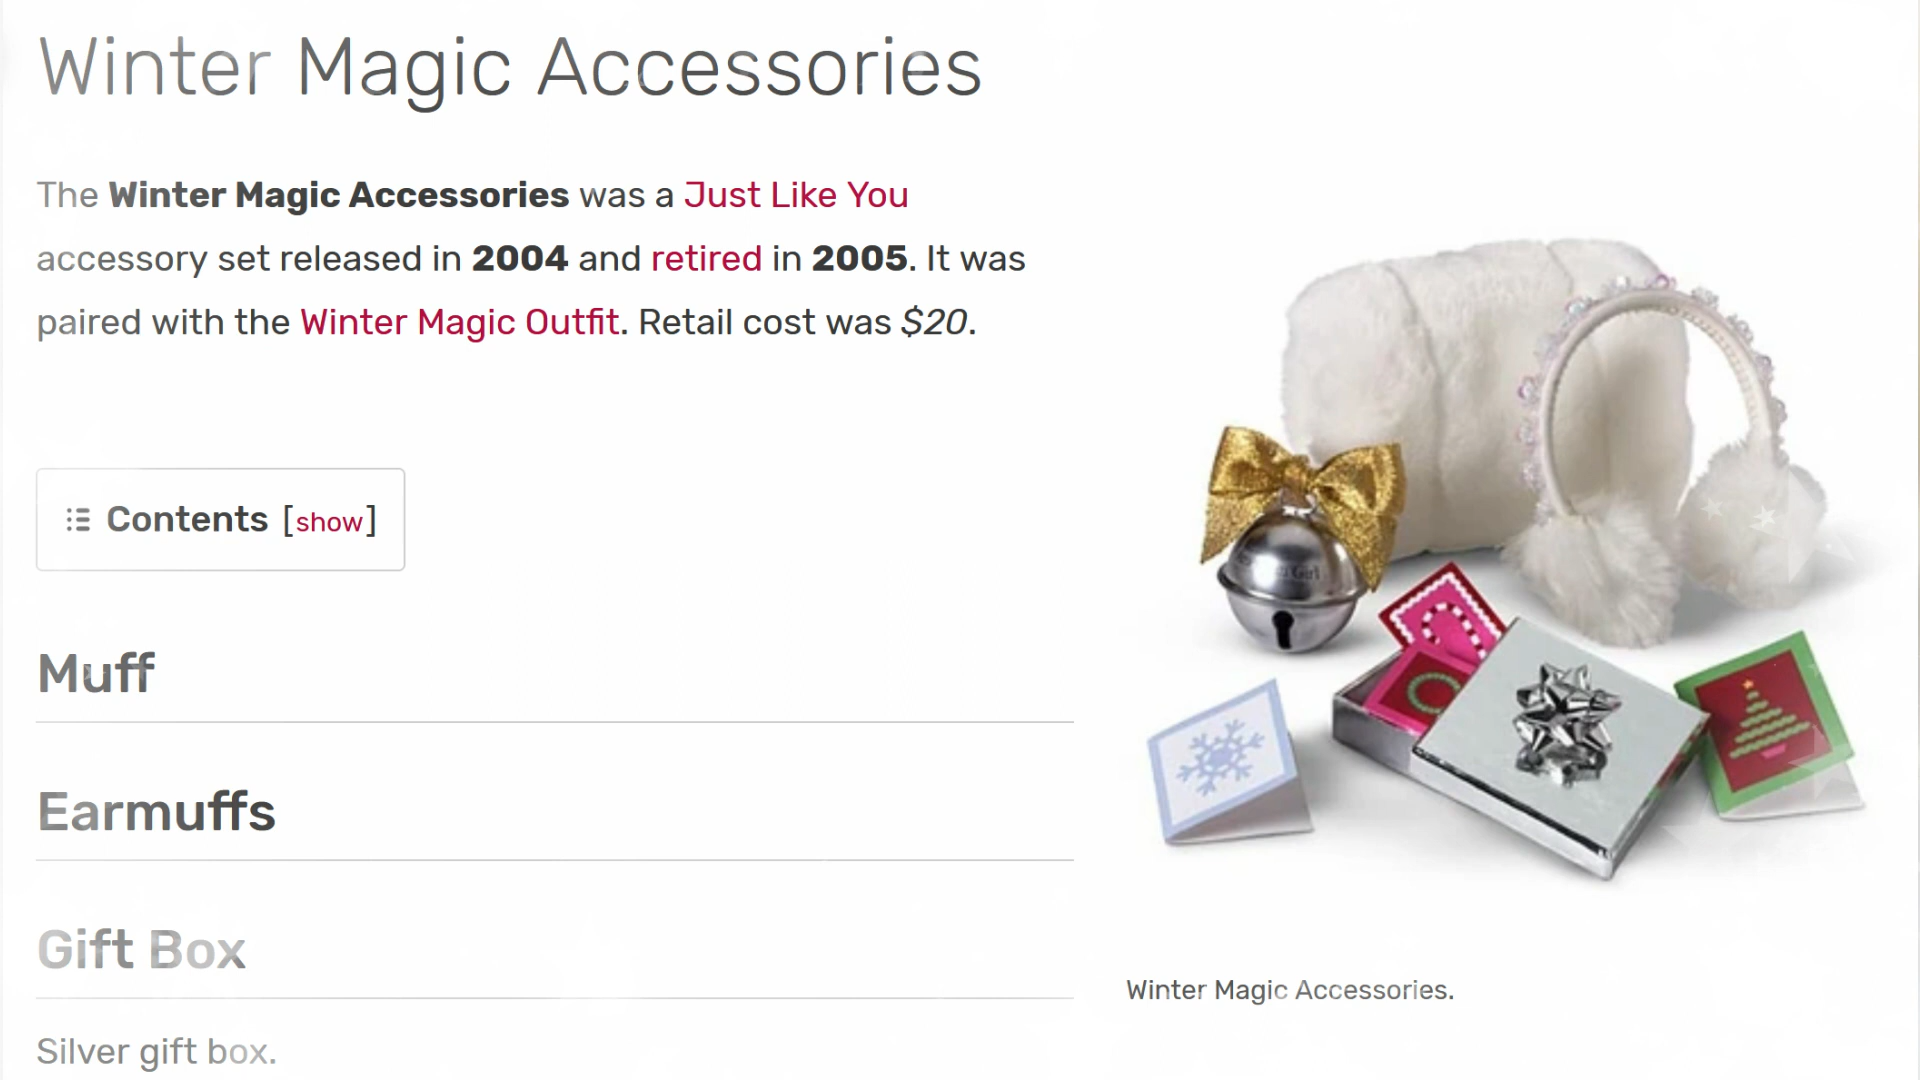 Winter Magic Accessories
The Winter Magic Accessories was a Just Like You
accessory set released in 2004 and retired in 2005. It was
paired with the Winter Magic Outfit. Retail cost was $20.
Contents [show]
Muff
Earmuffs
Gift Box
Silver gift box.
Girl
Winter Magic Accessories.